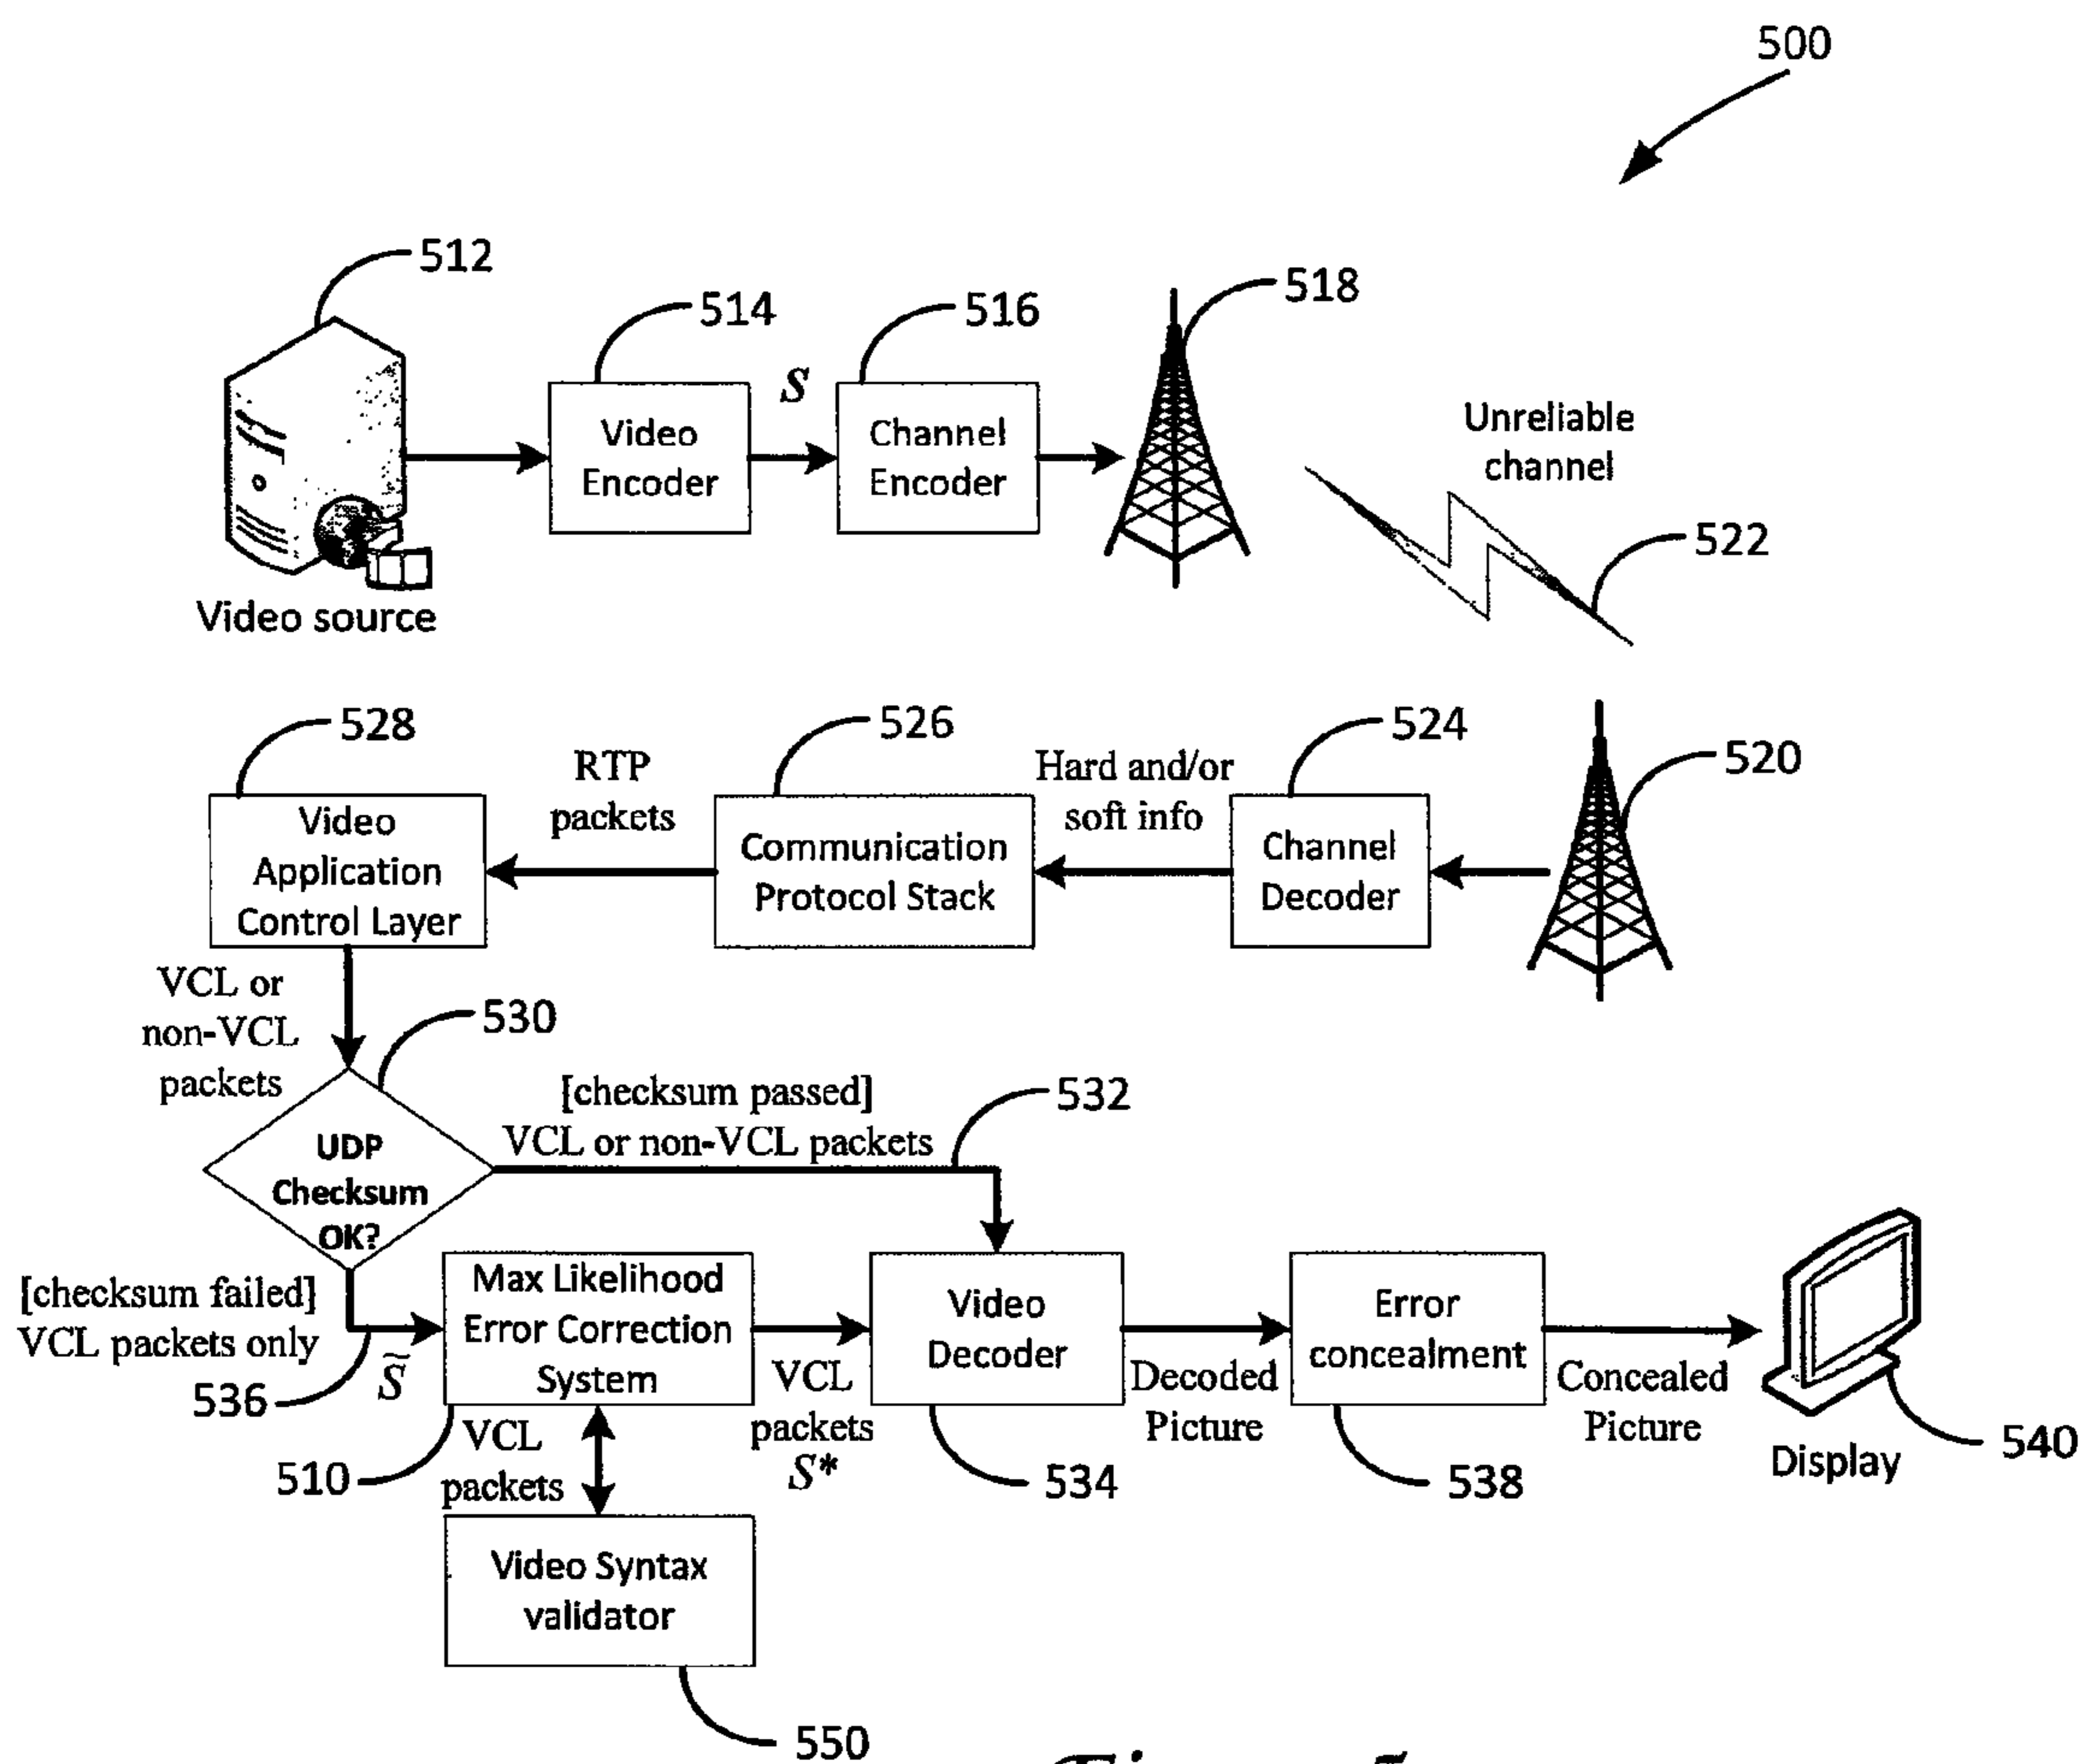 500
512
514
516
518
S
Video
Encoder
Channel
Encoder
Unreliable
channel
522
Video source
528
526
524
520
RTP
packets
Hard and/or
soft info
Video
Application
Control Layer
Communication
Protocol Stack
Channel
Decoder
VCL or
non-VCL
packets
530
[checksum passed]
VCL or non-VCL packets
532
UDP
Checksum
OK?
[checksum failed]
VCL packets only
S̃
536
Max Likelihood
Error Correction
System
Video
Decoder
Error
concealment
VCL
packets
S*
Decoded
Picture
Concealed
Picture
Display
540
510
VCL
packets
534
538
Video Syntax
validator
550